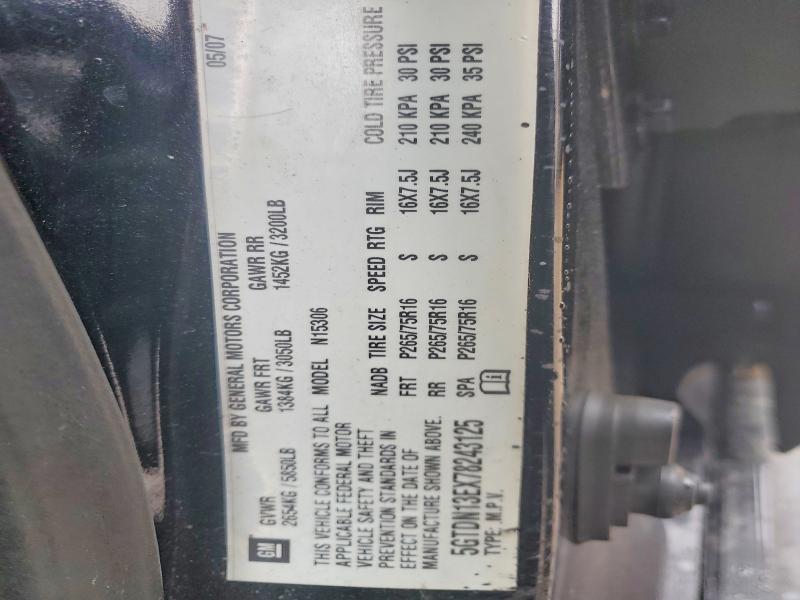 MFD BY GENERAL MOTORS CORPORATION 05/07
GM GVWR GAWR FRT GAWR RR
2654KG/5850LB 1384KG/3050LB 1452KG/3200LB
THIS VEHICLE CONFORMS TO ALL MODEL N15306
APPLICABLE FEDERAL MOTOR
VEHICLE SAFETY AND THEFT
PREVENTION STANDARDS IN
EFFECT ON THE DATE OF
MANUFACTURE SHOWN ABOVE.
5GTDN13EX78243125
TYPE: M.P.V.
NADB TIRE SIZE SPEED RTG RIM COLD TIRE PRESSURE
FRT P265/75R16 S 16X7.5J 210 KPA 30 PSI
RR P265/75R16 S 16X7.5J 210 KPA 30 PSI
SPA P265/75R16 S 16X7.5J 240 KPA 35 PSI